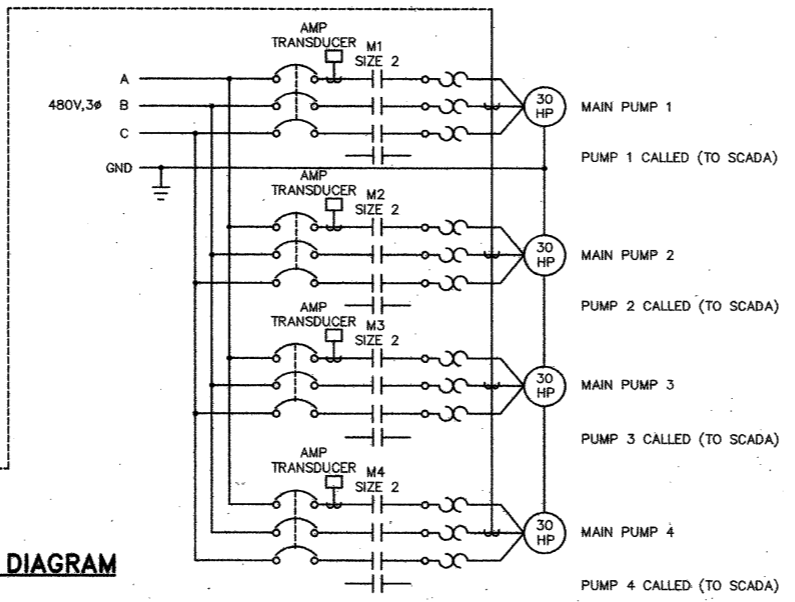 AMP
TRANSDUCER
M1
SIZE 2
A
480V,3ø B
C
GND
30
HP
MAIN PUMP 1
PUMP 1 CALLED (TO SCADA)
AMP
TRANSDUCER
M2
SIZE 2
30
HP
MAIN PUMP 2
PUMP 2 CALLED (TO SCADA)
AMP
TRANSDUCER
M3
SIZE 2
30
HP
MAIN PUMP 3
PUMP 3 CALLED (TO SCADA)
AMP
TRANSDUCER
M4
SIZE 2
30
HP
MAIN PUMP 4
DIAGRAM
PUMP 4 CALLED (TO SCADA)